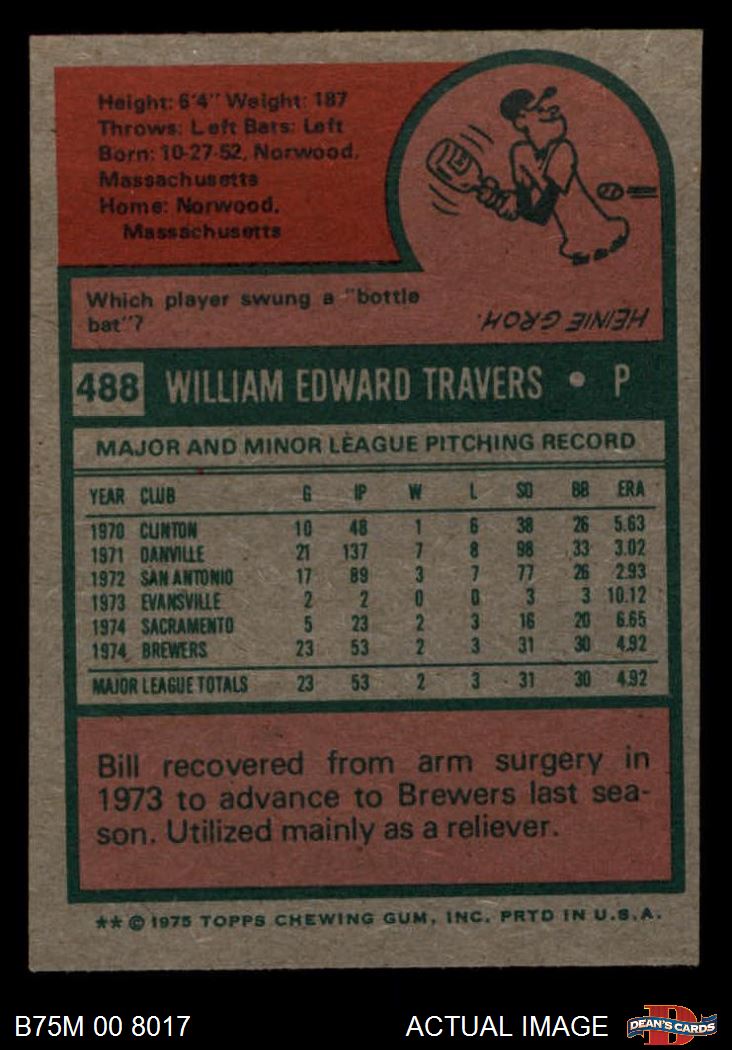 Height: 6'4" Weight: 187
Throws: Left Bats: Left
Born: 10-27-52, Norwood,
Massachusetts
Home: Norwood,
Massachusetts
Which player swung a "bottle
bat"?
HEINIE GROH.
488 WILLIAM EDWARD TRAVERS • P
MAJOR AND MINOR LEAGUE PITCHING RECORD
YEAR CLUB G IP W L SO BB ERA
1970 CLINTON 10 48 1 6 38 26 5.63
1971 DANVILLE 21 137 7 8 98 33 3.02
1972 SAN ANTONIO 17 89 3 7 77 26 2.93
1973 EVANSVILLE 2 2 0 0 3 3 10.12
1974 SACRAMENTO 5 23 2 3 16 20 6.65
1974 BREWERS 23 53 2 3 31 30 4.92
MAJOR LEAGUE TOTALS 23 53 2 3 31 30 4.92
Bill recovered from arm surgery in
1973 to advance to Brewers last sea-
son. Utilized mainly as a reliever.
** © 1975 TOPPS CHEWING GUM, INC. PRTD IN U.S.A.
B75M 00 8017 ACTUAL IMAGE D DEAN'S CARDS